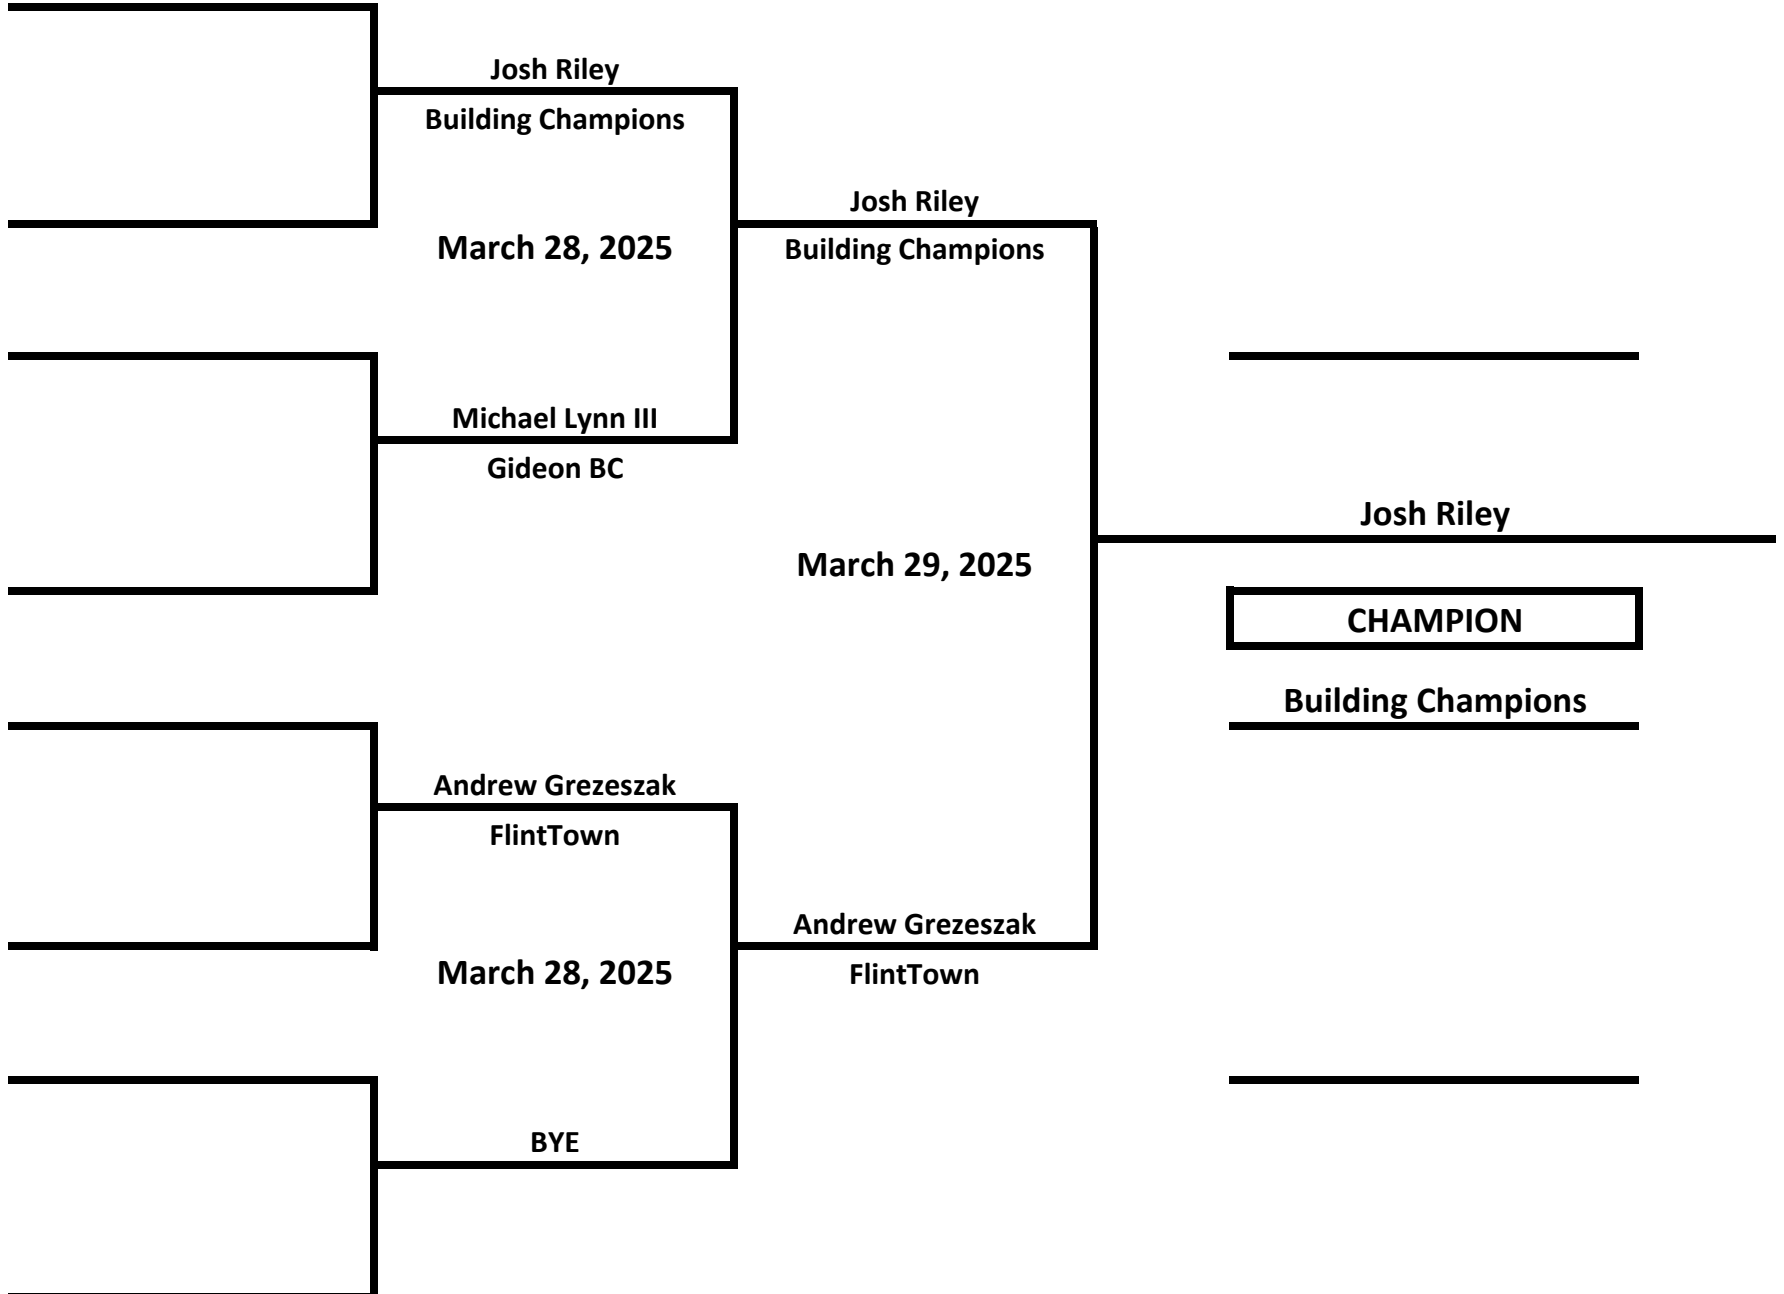 Josh Riley
Building Champions
March 28, 2025
Michael Lynn III
Gideon BC
Andrew Grezeszak
FlintTown
March 28, 2025
BYE
Josh Riley
Building Champions
March 29, 2025
Andrew Grezeszak
FlintTown
Josh Riley
CHAMPION
Building Champions